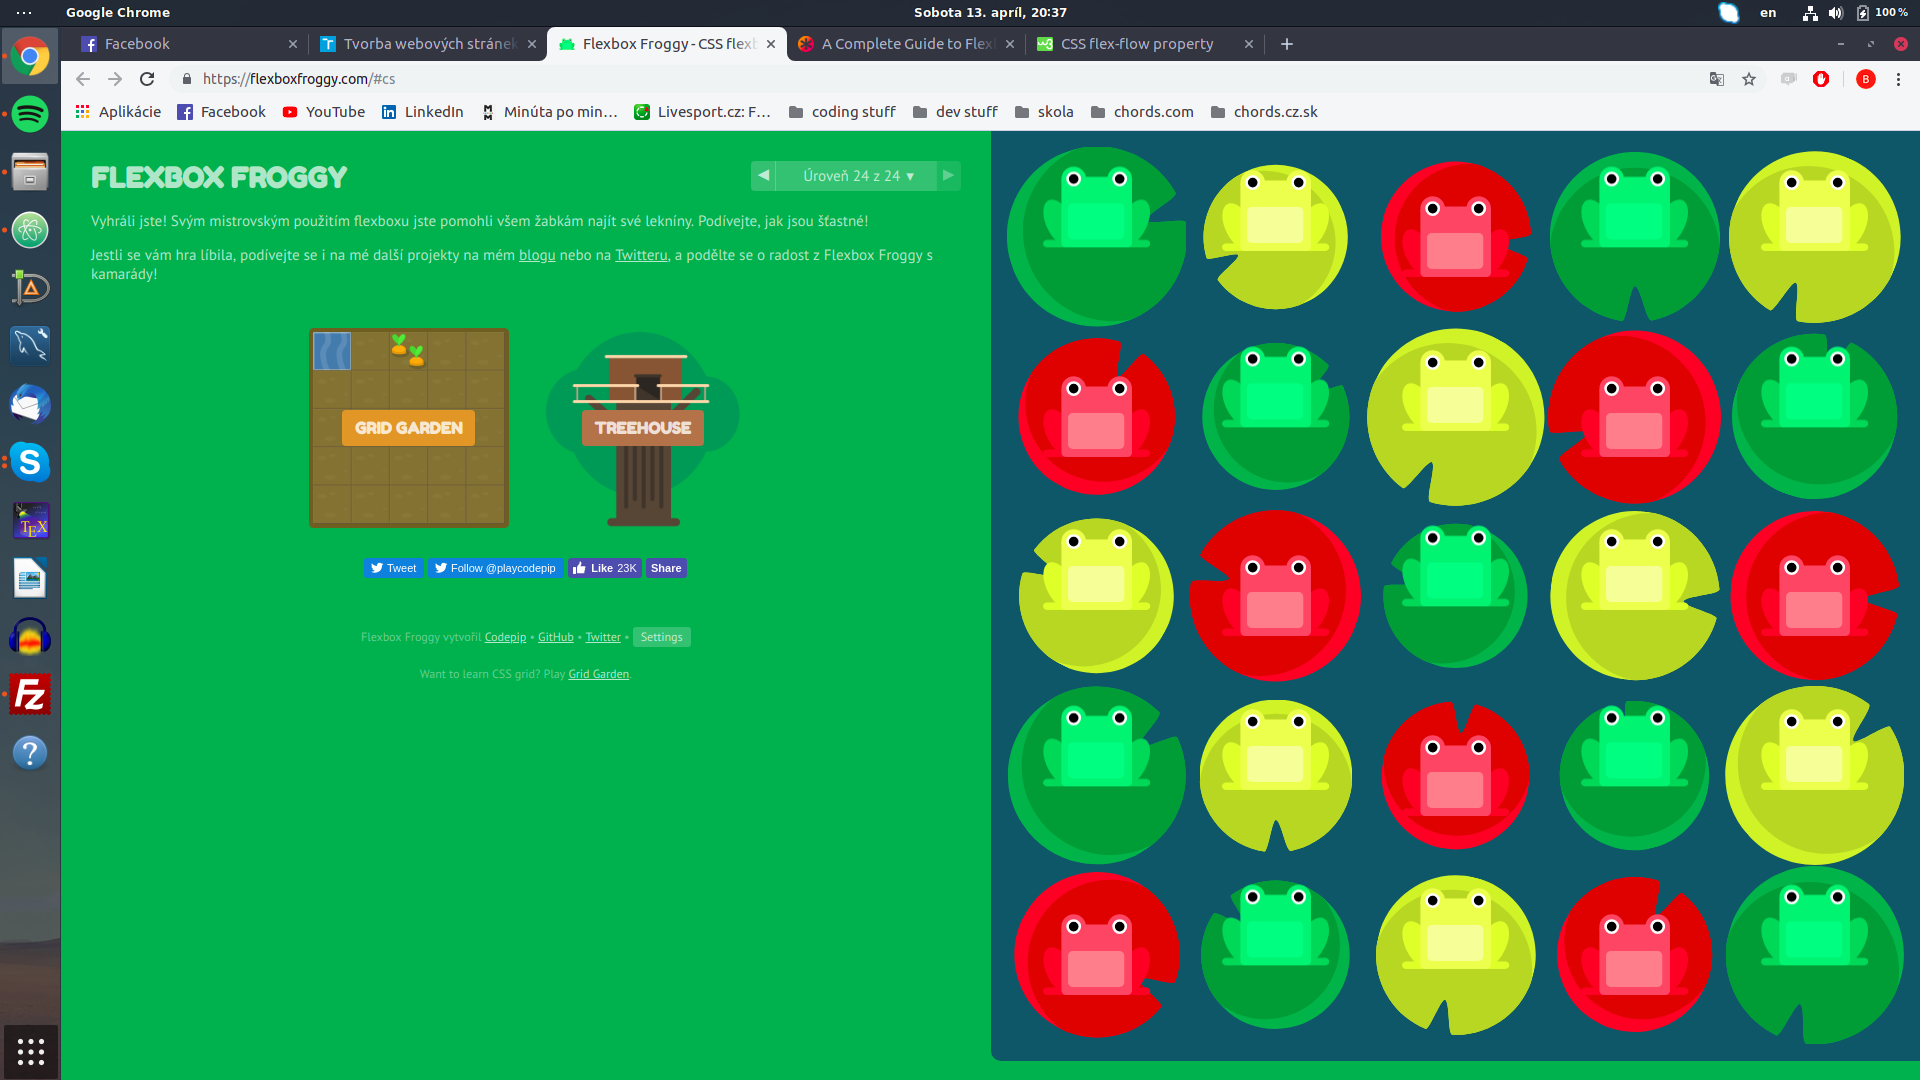 Google Chrome
Sobota 13. apríl, 20:37
en
100 %
Facebook
Tvorba webových stránek
Flexbox Froggy - CSS flexb
A Complete Guide to Flex
CSS flex-flow property
https://flexboxfroggy.com/#cs
B
Aplikácie
Facebook
YouTube
LinkedIn
Minúta po min...
Livesport.cz: F...
coding stuff
dev stuff
skola
chords.com
chords.cz.sk
FLEXBOX FROGGY
Úroveň 24 z 24 ▼
Vyhráli jste! Svým mistrovským použitím flexboxu jste pomohli všem žabkám najít své lekníny. Podívejte, jak jsou šťastné!
Jestli se vám hra líbila, podívejte se i na mé další projekty na mém blogu nebo na Twitteru, a podělte se o radost z Flexbox Froggy s
kamarády!
GRID GARDEN
TREEHOUSE
Tweet
Follow @playcodepip
Like 23K
Share
Flexbox Froggy vytvořil Codepip • GitHub • Twitter • Settings
Want to learn CSS grid? Play Grid Garden.